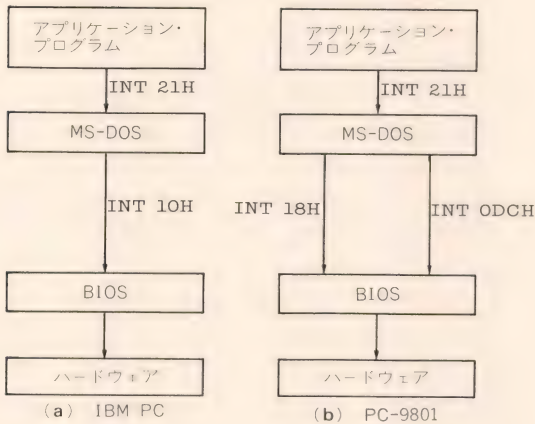 アプリケーション・
プログラム
INT 21H
MS-DOS
INT 10H
BIOS
ハードウェア
(a) IBM PC
アプリケーション・
プログラム
INT 21H
MS-DOS
INT 18H
INT ODCH
BIOS
ハードウェア
(b) PC-9801